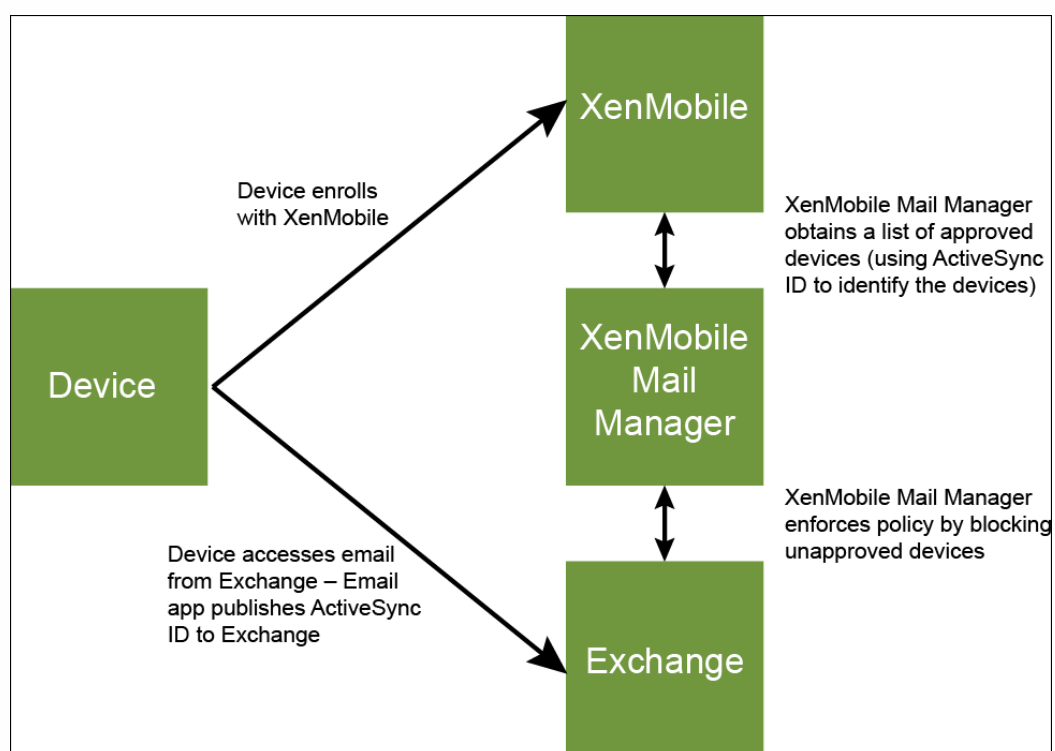 XenMobile
Device enrolls
with XenMobile
XenMobile Mail Manager
obtains a list of approved
devices (using ActiveSync
ID to identify the devices)
Device
XenMobile
Mail
Manager
XenMobile Mail Manager
enforces policy by blocking
unapproved devices
Device accesses email
from Exchange – Email
app publishes ActiveSync
ID to Exchange
Exchange